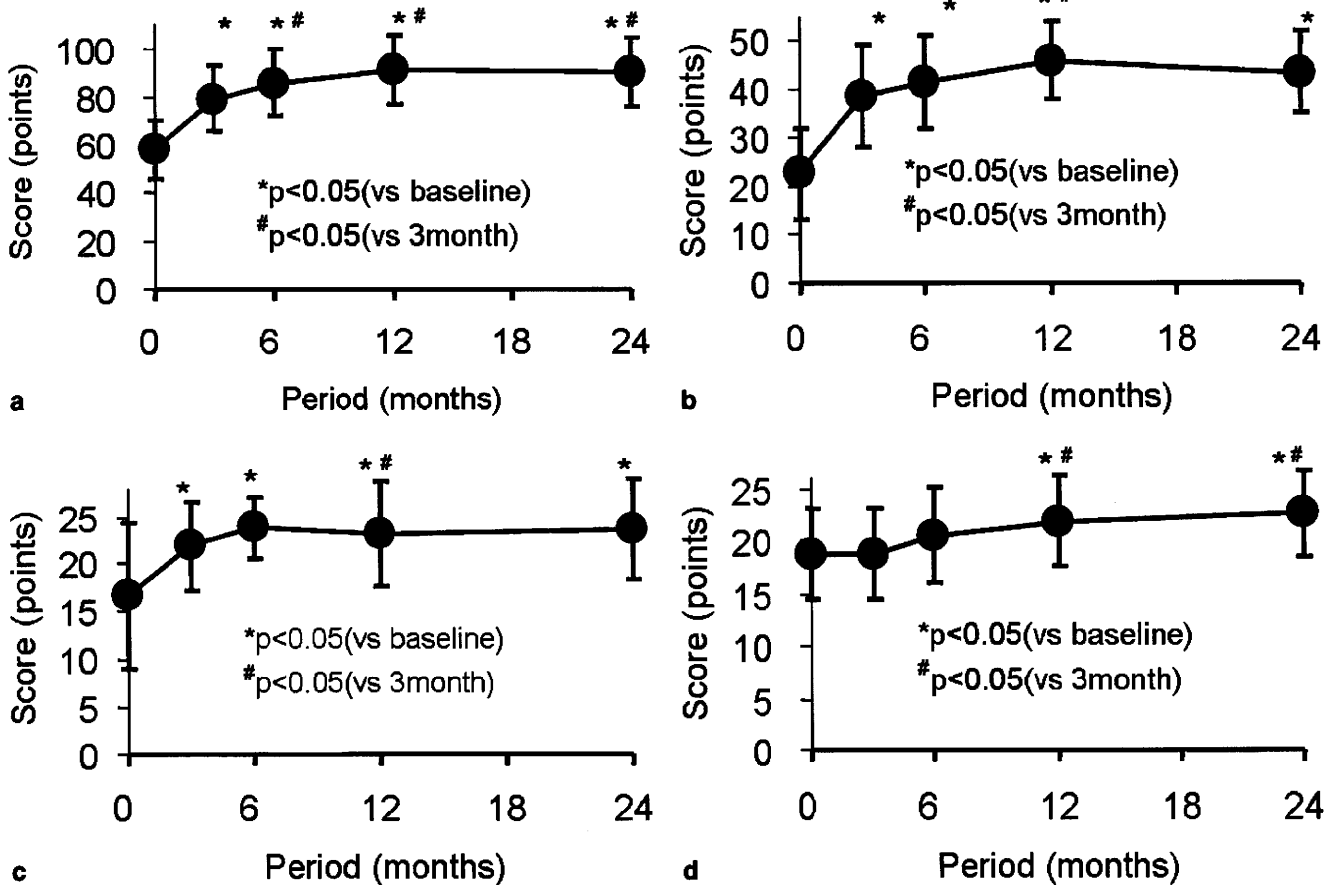 * * # * # * #
100
80
60
40
20
0
Score (points)
*p<0.05(vs baseline)
#p<0.05(vs 3month)
0 6 12 18 24
Period (months)
a
* * * # *
50
40
30
20
10
0
Score (points)
*p<0.05(vs baseline)
#p<0.05(vs 3month)
0 6 12 18 24
Period (months)
b
* * * # *
25
20
15
10
5
0
Score (points)
*p<0.05(vs baseline)
#p<0.05(vs 3month)
0 6 12 18 24
Period (months)
c
* # * #
25
20
15
10
5
0
Score (points)
*p<0.05(vs baseline)
#p<0.05(vs 3month)
0 6 12 18 24
Period (months)
d